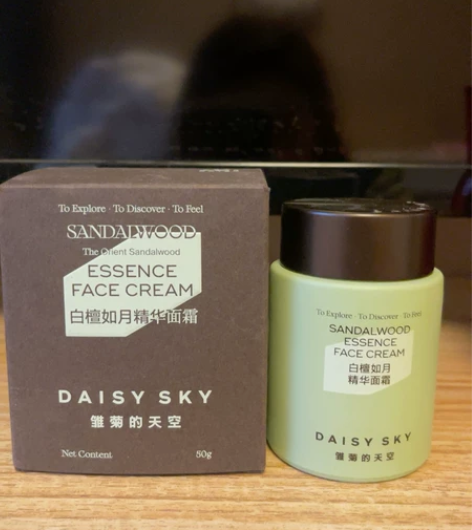 To Explore · To Discover · To Feel
SANDALWOOD
The Orient Sandalwood
ESSENCE
FACE CREAM
白檀如月精华面霜
DAISY SKY
雏菊的天空
Net Content 50g
To Explore · To Discover · To Feel
SANDALWOOD
ESSENCE
FACE CREAM
白檀如月
精华面霜
DAISY SKY
雏菊的天空